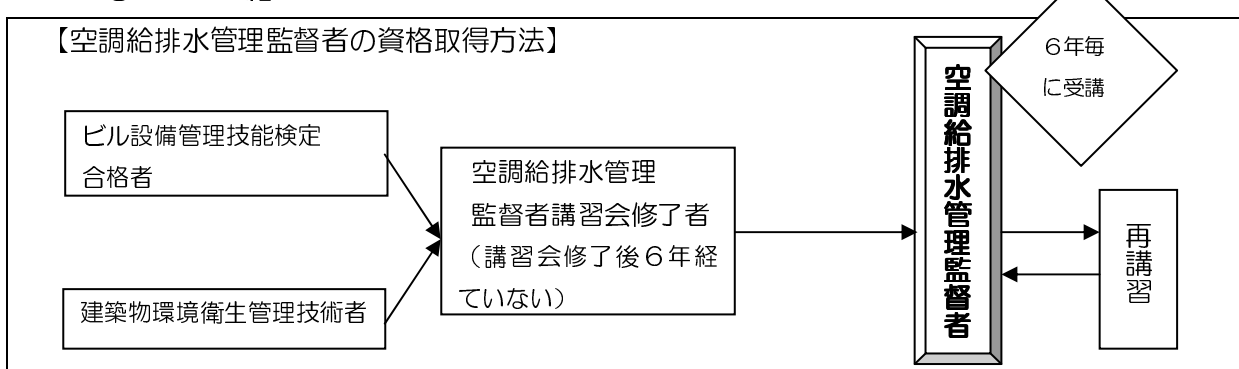 【空調給排水管理監督者の資格取得方法】
ビル設備管理技能検定
合格者
建築物環境衛生管理技術者
空調給排水管理
監督者講習会修了者
（講習会修了後６年経
ていない）
空調給排水管理監督者
６年毎
に受講
再講習